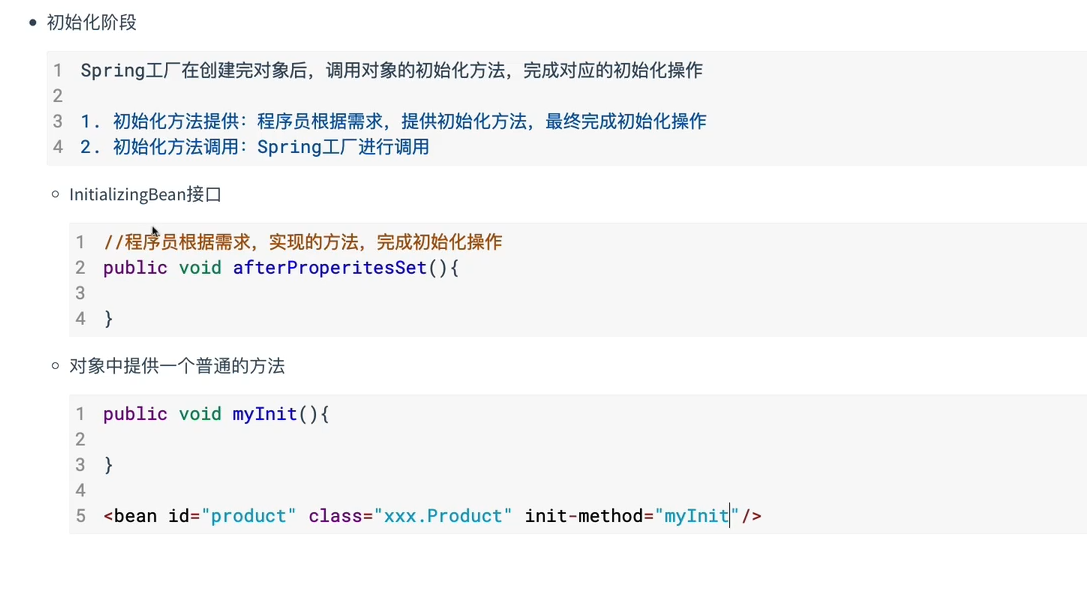 初始化阶段
1 Spring工厂在创建完对象后，调用对象的初始化方法，完成对应的初始化操作
2
3 1. 初始化方法提供：程序员根据需求，提供初始化方法，最终完成初始化操作
4 2. 初始化方法调用：Spring工厂进行调用
InitializingBean接口
1 //程序员根据需求，实现的方法，完成初始化操作
2 public void afterProperitesSet(){
3
4 }
对象中提供一个普通的方法
1 public void myInit(){
2
3 }
4
5 <bean id="product" class="xxx.Product" init-method="myInit"/>